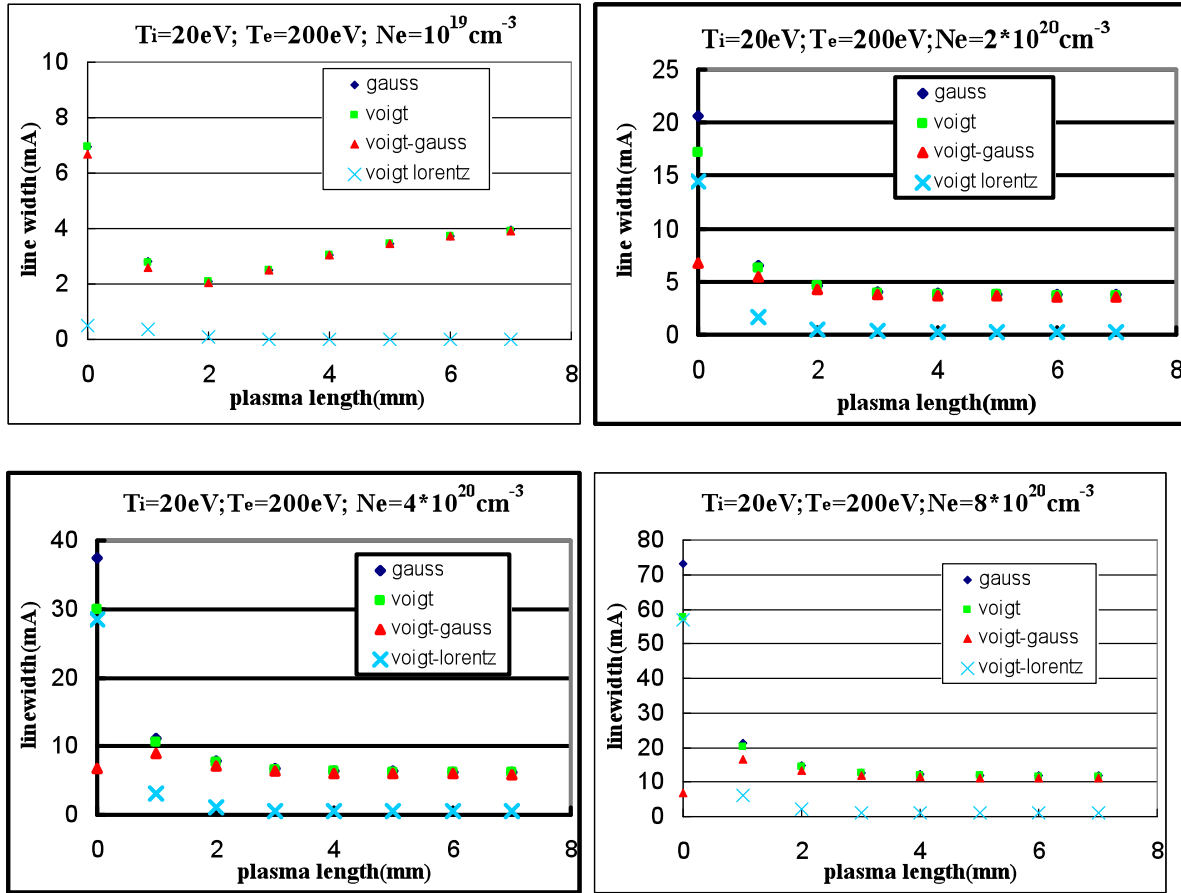 Ti=20eV; Te=200eV; Ne=10^19cm^-3
10
8
6
4
2
0
line width(mA)
gauss
voigt
voigt-gauss
voigt lorentz
0 2 4 6 8
plasma length(mm)
Ti=20eV;Te=200eV;Ne=2*10^20cm^-3
25
20
15
10
5
0
line width(mA)
gauss
voigt
voigt-gauss
voigt lorentz
0 2 4 6 8
plasma length(mm)
Ti=20eV;Te=200eV; Ne=4*10^20cm^-3
40
30
20
10
0
linewidth(mA)
gauss
voigt
voigt-gauss
voigt-lorentz
0 2 4 6 8
plasma length(mm)
Ti=20eV;Te=200eV;Ne=8*10^20cm^-3
80
70
60
50
40
30
20
10
0
linewidth(mA)
gauss
voigt
voigt-gauss
voigt-lorentz
0 2 4 6 8
plasma length(mm)